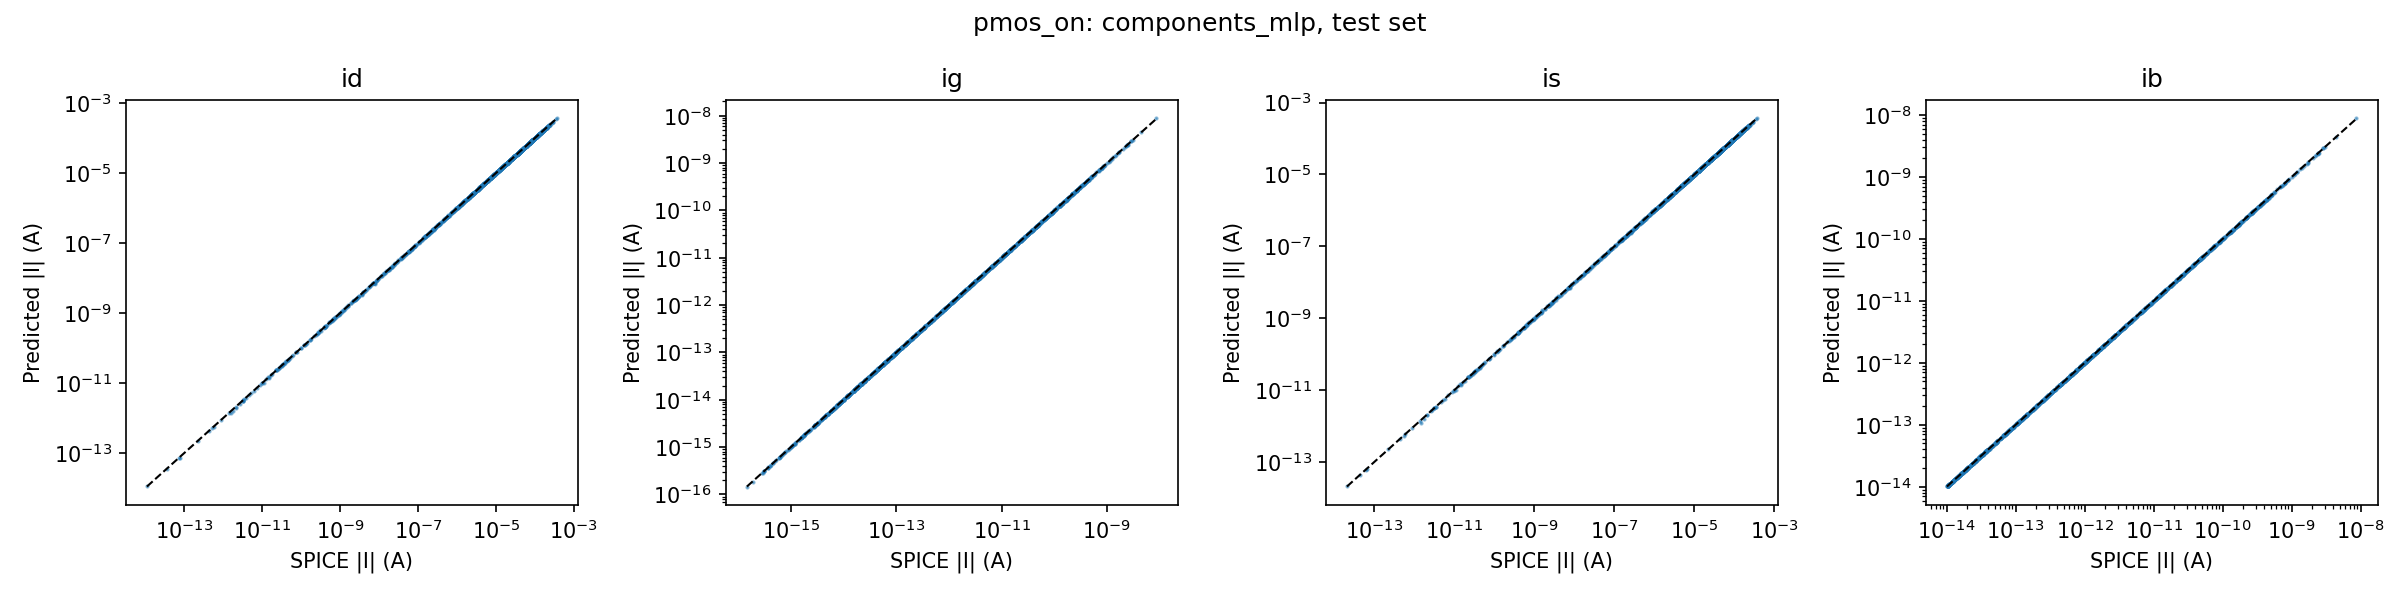 pmos_on: components_mlp, test set
id
10⁻³
10⁻⁵
10⁻⁷
10⁻⁹
10⁻¹¹
10⁻¹³
Predicted |I| (A)
10⁻¹³ 10⁻¹¹ 10⁻⁹ 10⁻⁷ 10⁻⁵ 10⁻³
SPICE |I| (A)
ig
10⁻⁸
10⁻⁹
10⁻¹⁰
10⁻¹¹
10⁻¹²
10⁻¹³
10⁻¹⁴
10⁻¹⁵
10⁻¹⁶
Predicted |I| (A)
10⁻¹⁵ 10⁻¹³ 10⁻¹¹ 10⁻⁹
SPICE |I| (A)
is
10⁻³
10⁻⁵
10⁻⁷
10⁻⁹
10⁻¹¹
10⁻¹³
Predicted |I| (A)
10⁻¹³ 10⁻¹¹ 10⁻⁹ 10⁻⁷ 10⁻⁵ 10⁻³
SPICE |I| (A)
ib
10⁻⁸
10⁻⁹
10⁻¹⁰
10⁻¹¹
10⁻¹²
10⁻¹³
10⁻¹⁴
Predicted |I| (A)
10⁻¹⁴ 10⁻¹³ 10⁻¹² 10⁻¹¹ 10⁻¹⁰ 10⁻⁹ 10⁻⁸
SPICE |I| (A)